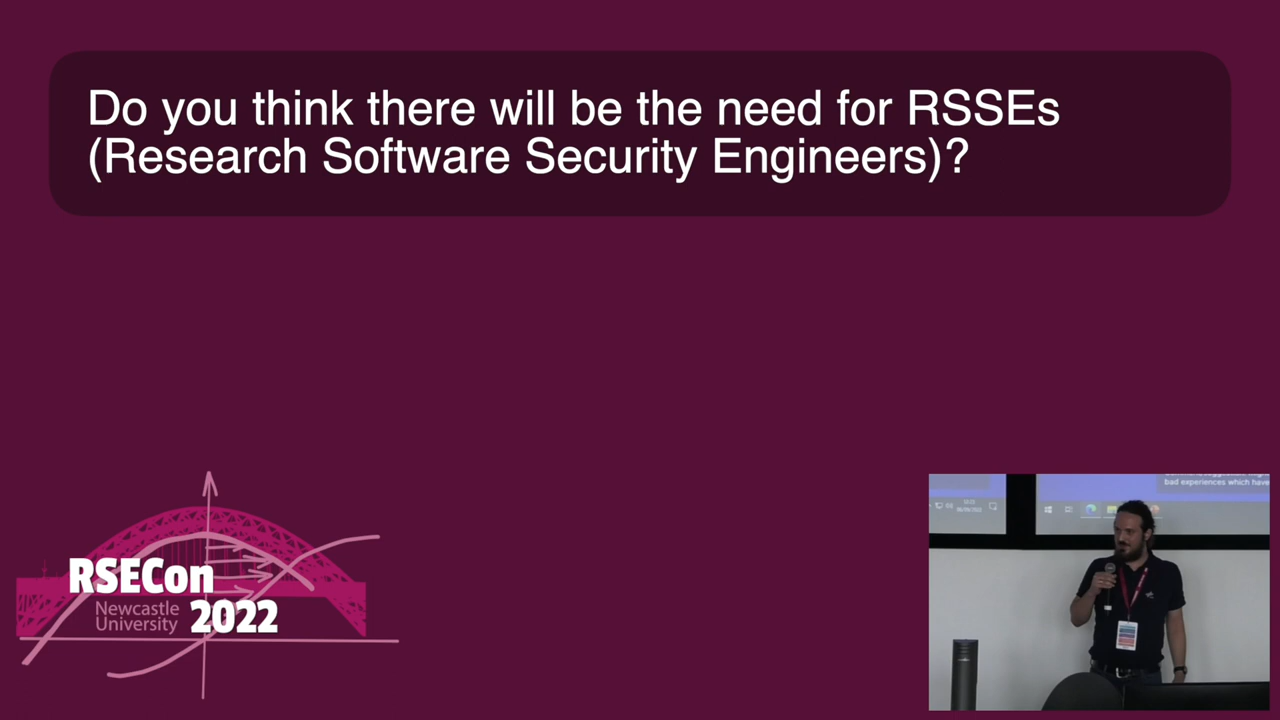 Do you think there will be the need for RSSEs
(Research Software Security Engineers)?
RSECon
Newcastle
University
2022
bad experiences which have